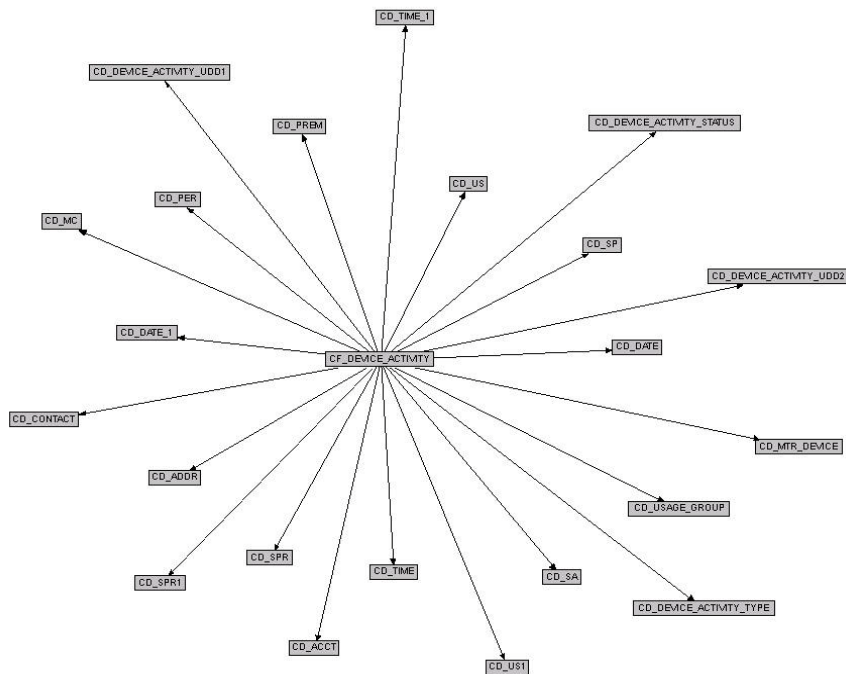 CD_TIME_1
CD_DEVICE_ACTIVITY_UDD1
CD_PREM
CD_DEVICE_ACTIVITY_STATUS
CD_US
CD_PER
CD_MC
CD_SP
CD_DEVICE_ACTIVITY_UDD2
CD_DATE_1
CD_DATE
CF_DEVICE_ACTIVITY
CD_CONTACT
CD_MTR_DEVICE
CD_ADDR
CD_USAGE_GROUP
CD_SPR
CD_TIME
CD_SA
CD_SPR1
CD_DEVICE_ACTIVITY_TYPE
CD_ACCT
CD_US1